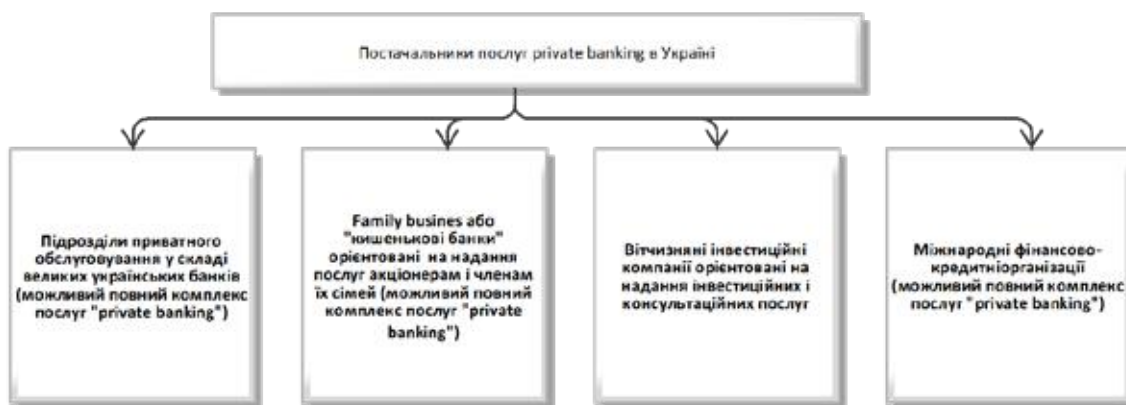 Постачальники послуг private banking в Україні
Підрозділи приватного
обслуговування у складі
великих українських банків
(можливий повний комплекс
послуг "private banking")
Family busines або
"кишенькові банки"
орієнтовані на надання
послуг акціонерам і членам
їх сімей (можливий повний
комплекс послуг "private
banking")
Вітчизняні інвестиційні
компанії орієнтовані на
надання інвестиційних і
консультаційних послуг
Міжнародні фінансово-
кредитніорганізації
(можливий повний комплекс
послуг "private banking")